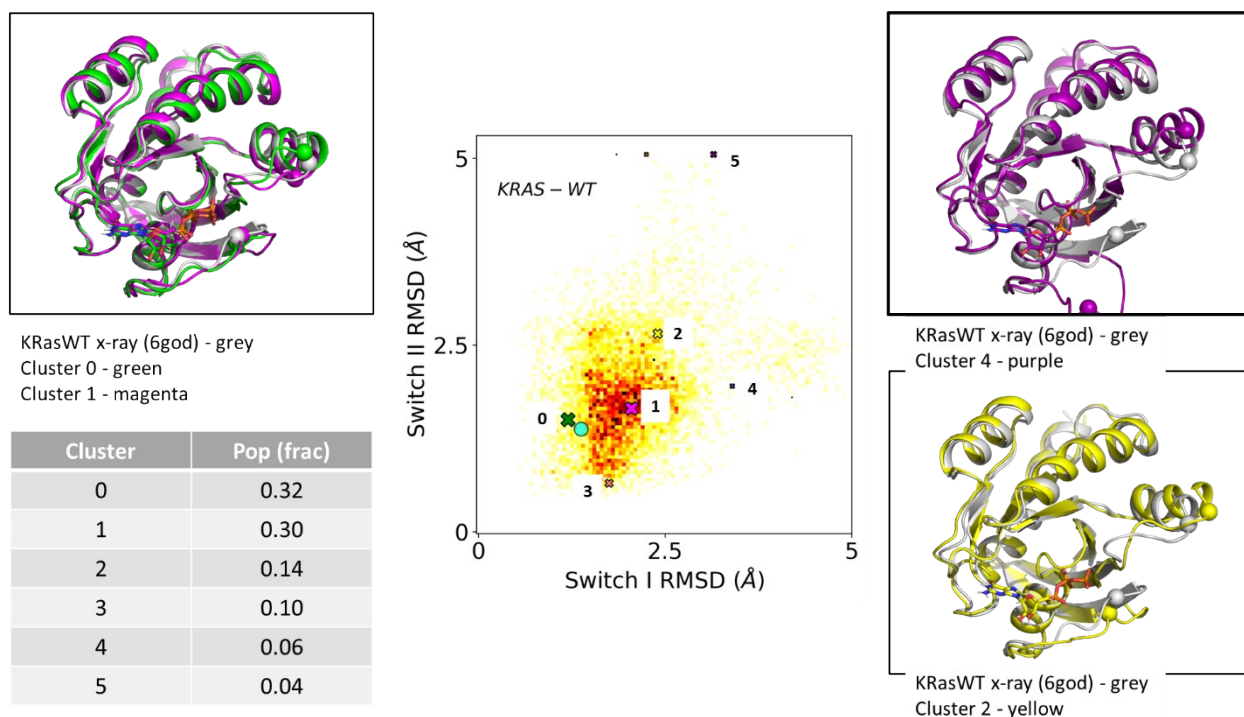 KRasWT x-ray (6god) - grey
Cluster 0 - green
Cluster 1 - magenta
Cluster Pop (frac)
0 0.32
1 0.30
2 0.14
3 0.10
4 0.06
5 0.04
KRAS – WT
Switch II RMSD (Å)
5
2.5
0
5
2
1
4
0
3
0 2.5 5
Switch I RMSD (Å)
KRasWT x-ray (6god) - grey
Cluster 4 - purple
KRasWT x-ray (6god) - grey
Cluster 2 - yellow